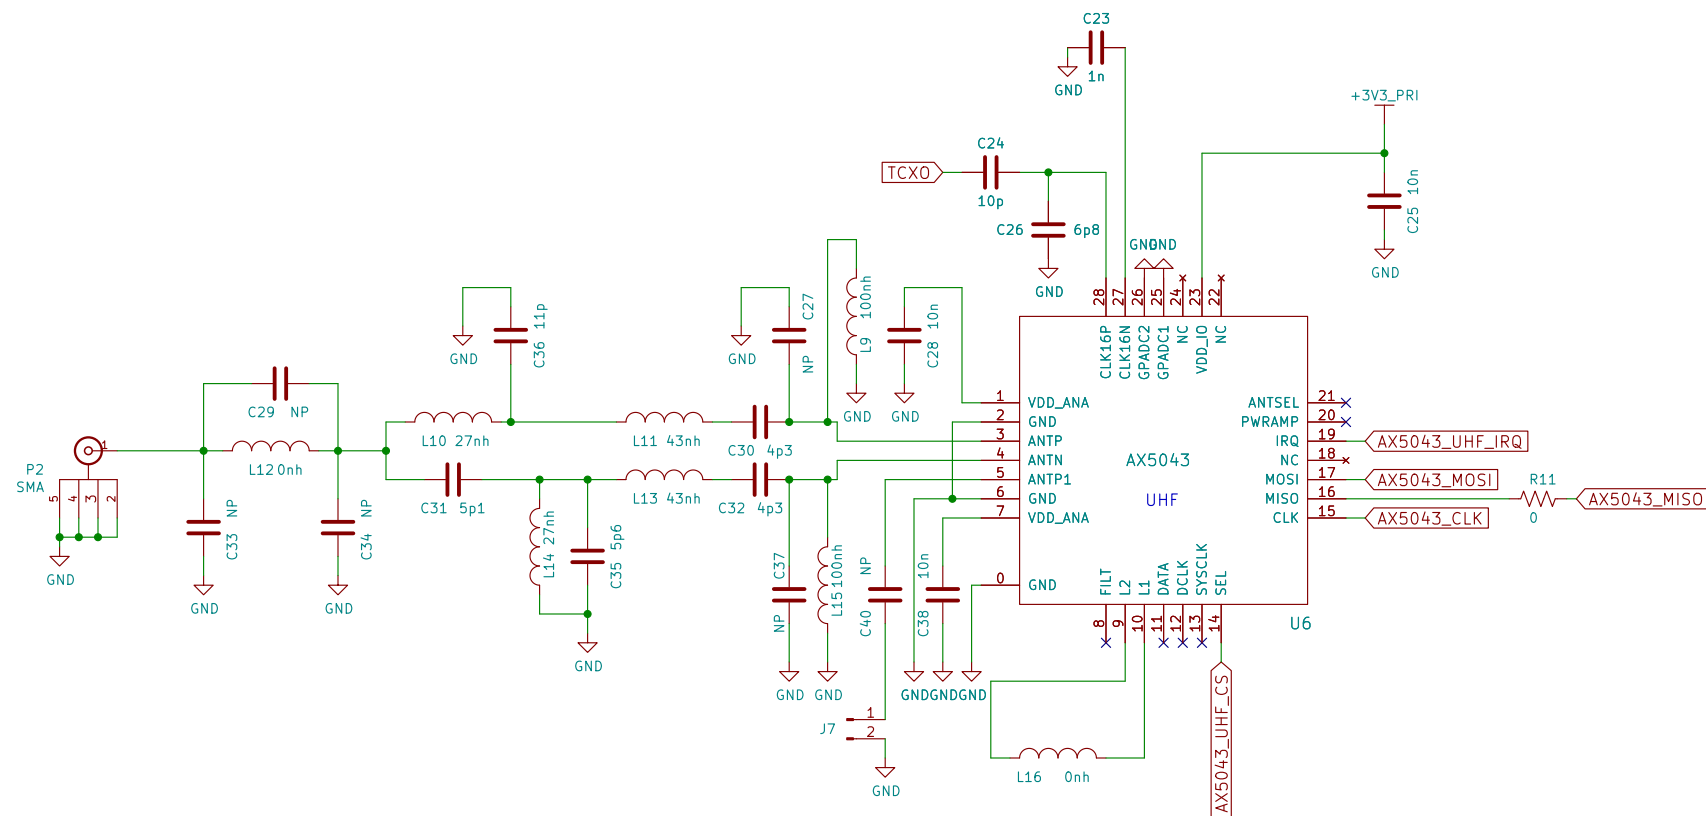 C23
1n
GND
+3V3_PRI
C24
TCXO
10p
C26 6p8
GND
C25 10n
GND
GND GND
28 27 26 25 24 23 22
CLK16P CLK16N GPADC2 GPADC1 NC VDD_IO NC
C36 11p
GND
C27
NP
GND
L9 100nh
GND
C28 10n
GND
C29 NP
L10 27nh
L11 43nh
C30 4p3
1
P2
SMA
L12 0nh
5 4 3 2
GND
C33 NP
GND
C34 NP
GND
C31 5p1
L13 43nh
C32 4p3
L14 27nh
C35 5p6
GND
C37
NP
GND
L15 100nh
GND
C40 NP
C38 10n
GND GND GND
J7
1
2
GND
1 VDD_ANA
2 GND
3 ANTP
4 ANTN
5 ANTP1
6 GND
7 VDD_ANA
0 GND
AX5043
UHF
ANTSEL 21
PWRAMP 20
IRQ 19
NC 18
MOSI 17
MISO 16
CLK 15
AX5043_UHF_IRQ
AX5043_MOSI
R11
0
AX5043_MISO
AX5043_CLK
FILT L2 L1 DATA DCLK SYSCLK SEL
8 9 10 11 12 13 14
U6
L16 0nh
AX5043_UHF_CS